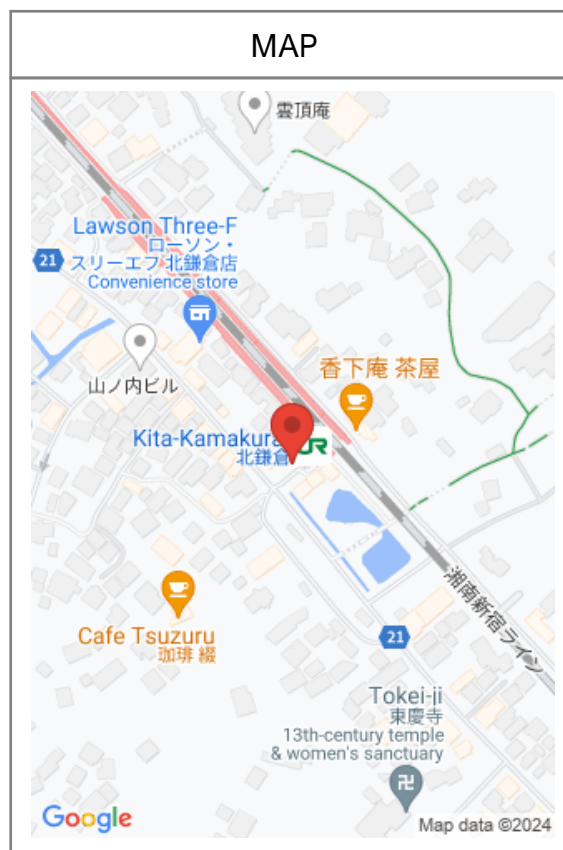 MAP
雲頂庵
Lawson Three-F
ローソン・
スリーエフ 北鎌倉店
Convenience store
21
山ノ内ビル
香下庵 茶屋
Kita-Kamakura
北鎌倉
JR
Cafe Tsuzuru
珈琲 綴
21
湘南新宿ライン
Tokei-ji
東慶寺
13th-century temple
& women's sanctuary
卍
Google
Map data ©2024